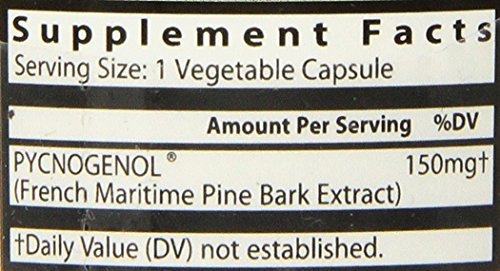 Supplement Facts
Serving Size: 1 Vegetable Capsule
Amount Per Serving %DV
PYCNOGENOL® 150mg†
(French Maritime Pine Bark Extract)
†Daily Value (DV) not established.